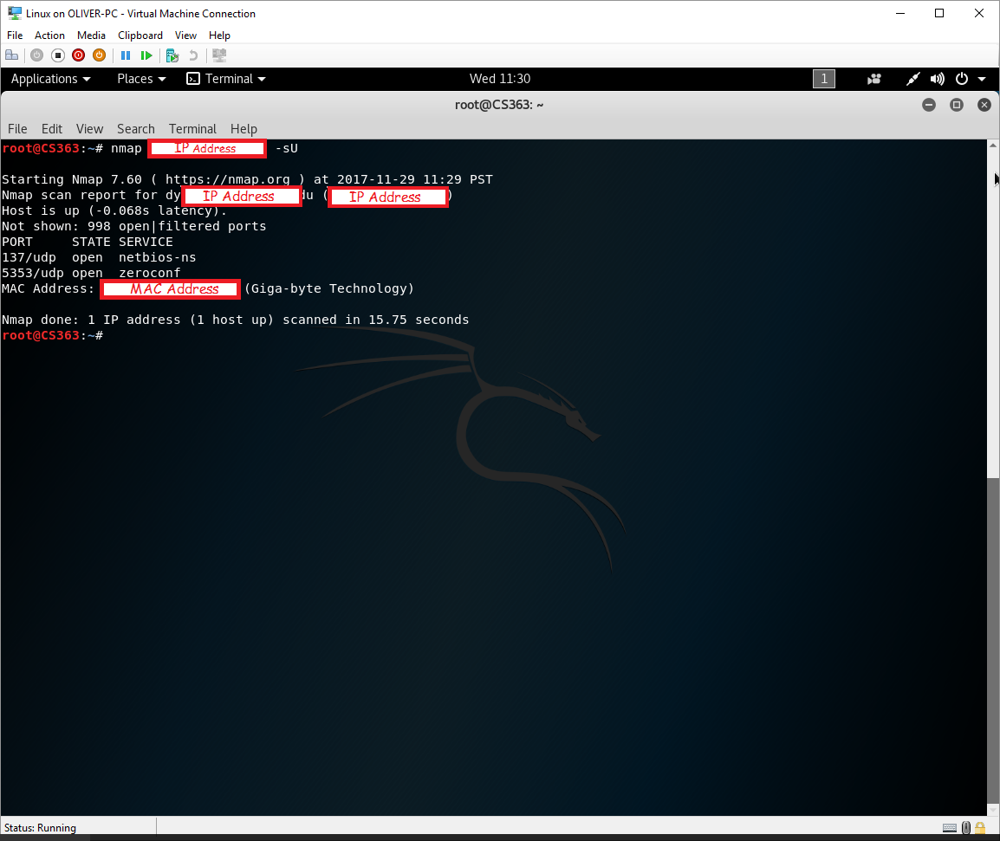 Linux on OLIVER-PC - Virtual Machine Connection
File Action Media Clipboard View Help
Applications Places Terminal Wed 11:30 1
root@CS363: ~
File Edit View Search Terminal Help
root@CS363:~# nmap IP Address -sU
Starting Nmap 7.60 ( https://nmap.org ) at 2017-11-29 11:29 PST
Nmap scan report for dy IP Address du ( IP Address )
Host is up (-0.068s latency).
Not shown: 998 open|filtered ports
PORT STATE SERVICE
137/udp open netbios-ns
5353/udp open zeroconf
MAC Address: MAC Address (Giga-byte Technology)
Nmap done: 1 IP address (1 host up) scanned in 15.75 seconds
root@CS363:~#
Status: Running